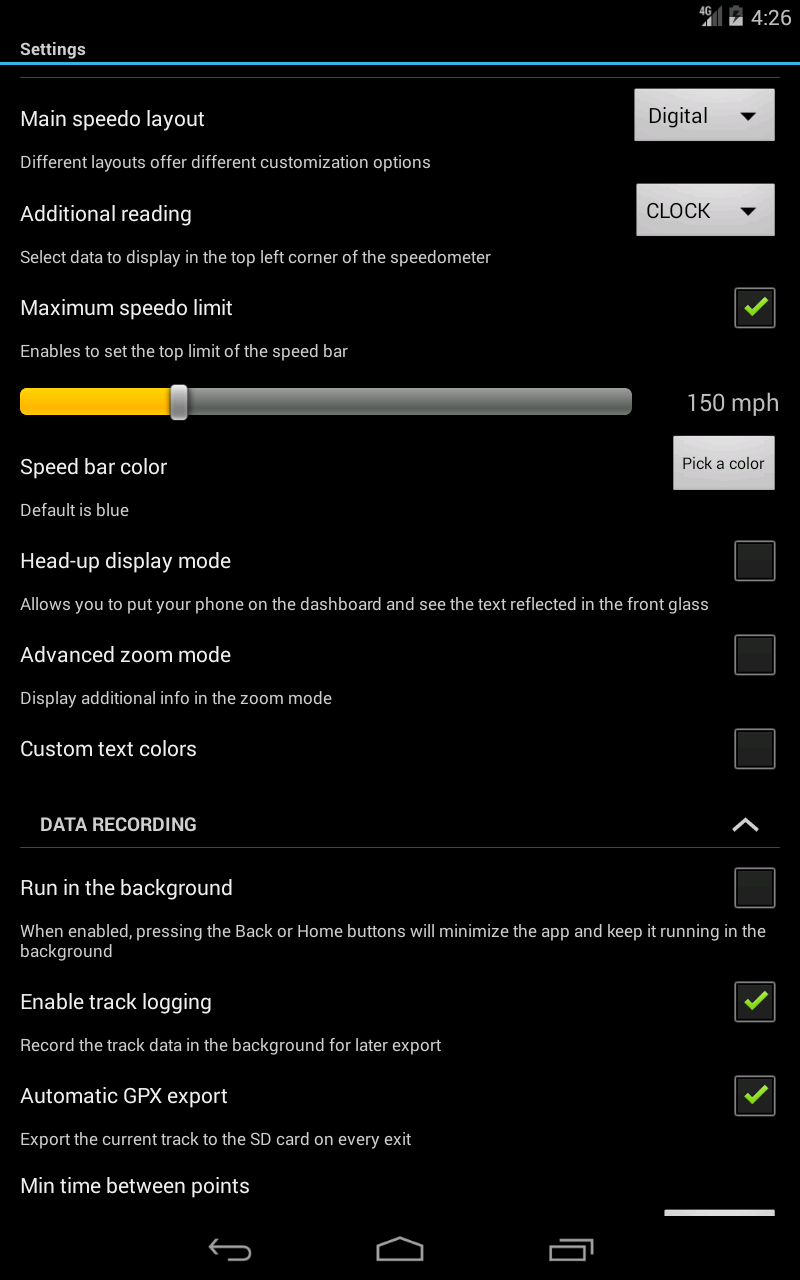 4G 4:26
Settings
Main speedo layout Digital
Different layouts offer different customization options
Additional reading CLOCK
Select data to display in the top left corner of the speedometer
Maximum speedo limit
Enables to set the top limit of the speed bar
150 mph
Speed bar color Pick a color
Default is blue
Head-up display mode
Allows you to put your phone on the dashboard and see the text reflected in the front glass
Advanced zoom mode
Display additional info in the zoom mode
Custom text colors
DATA RECORDING
Run in the background
When enabled, pressing the Back or Home buttons will minimize the app and keep it running in the
background
Enable track logging
Record the track data in the background for later export
Automatic GPX export
Export the current track to the SD card on every exit
Min time between points